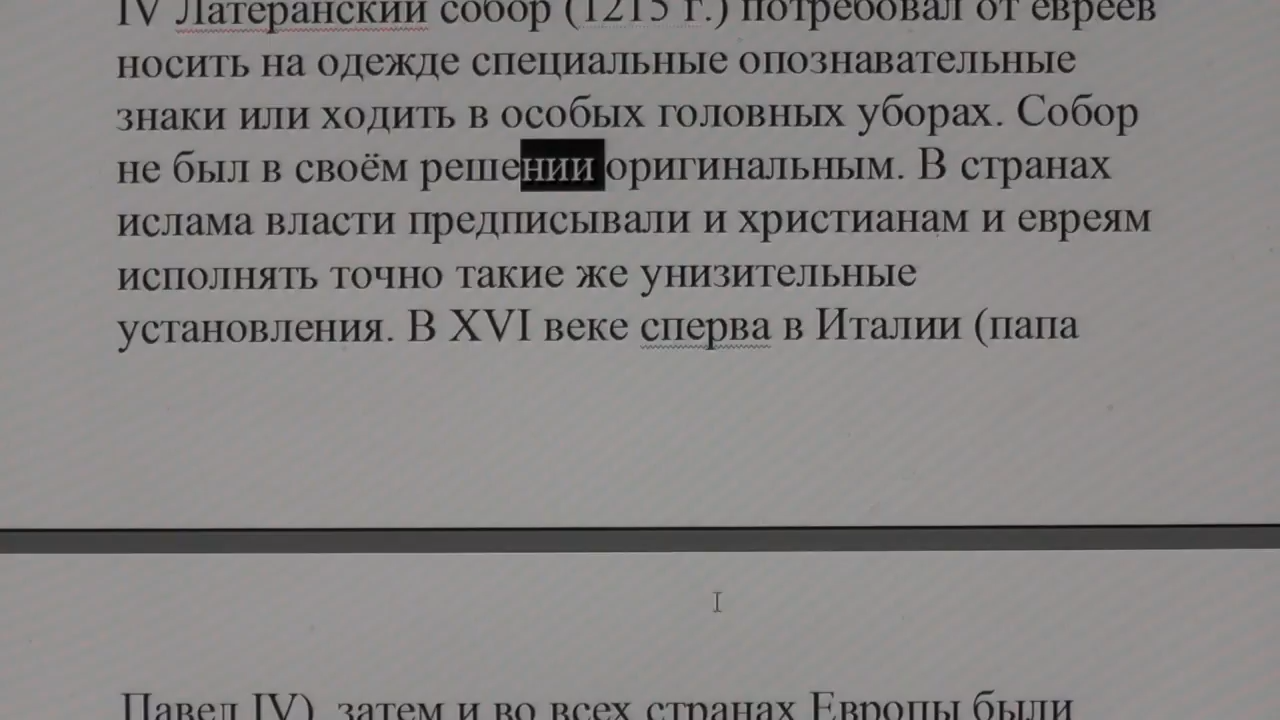 IV Латеранский собор (1215 г.) потребовал от евреев
носить на одежде специальные опознавательные
знаки или ходить в особых головных уборах. Собор
не был в своём решении оригинальным. В странах
ислама власти предписывали и христианам и евреям
исполнять точно такие же унизительные
установления. В XVI веке сперва в Италии (папа
Павел IV), затем и во всех странах Европы были